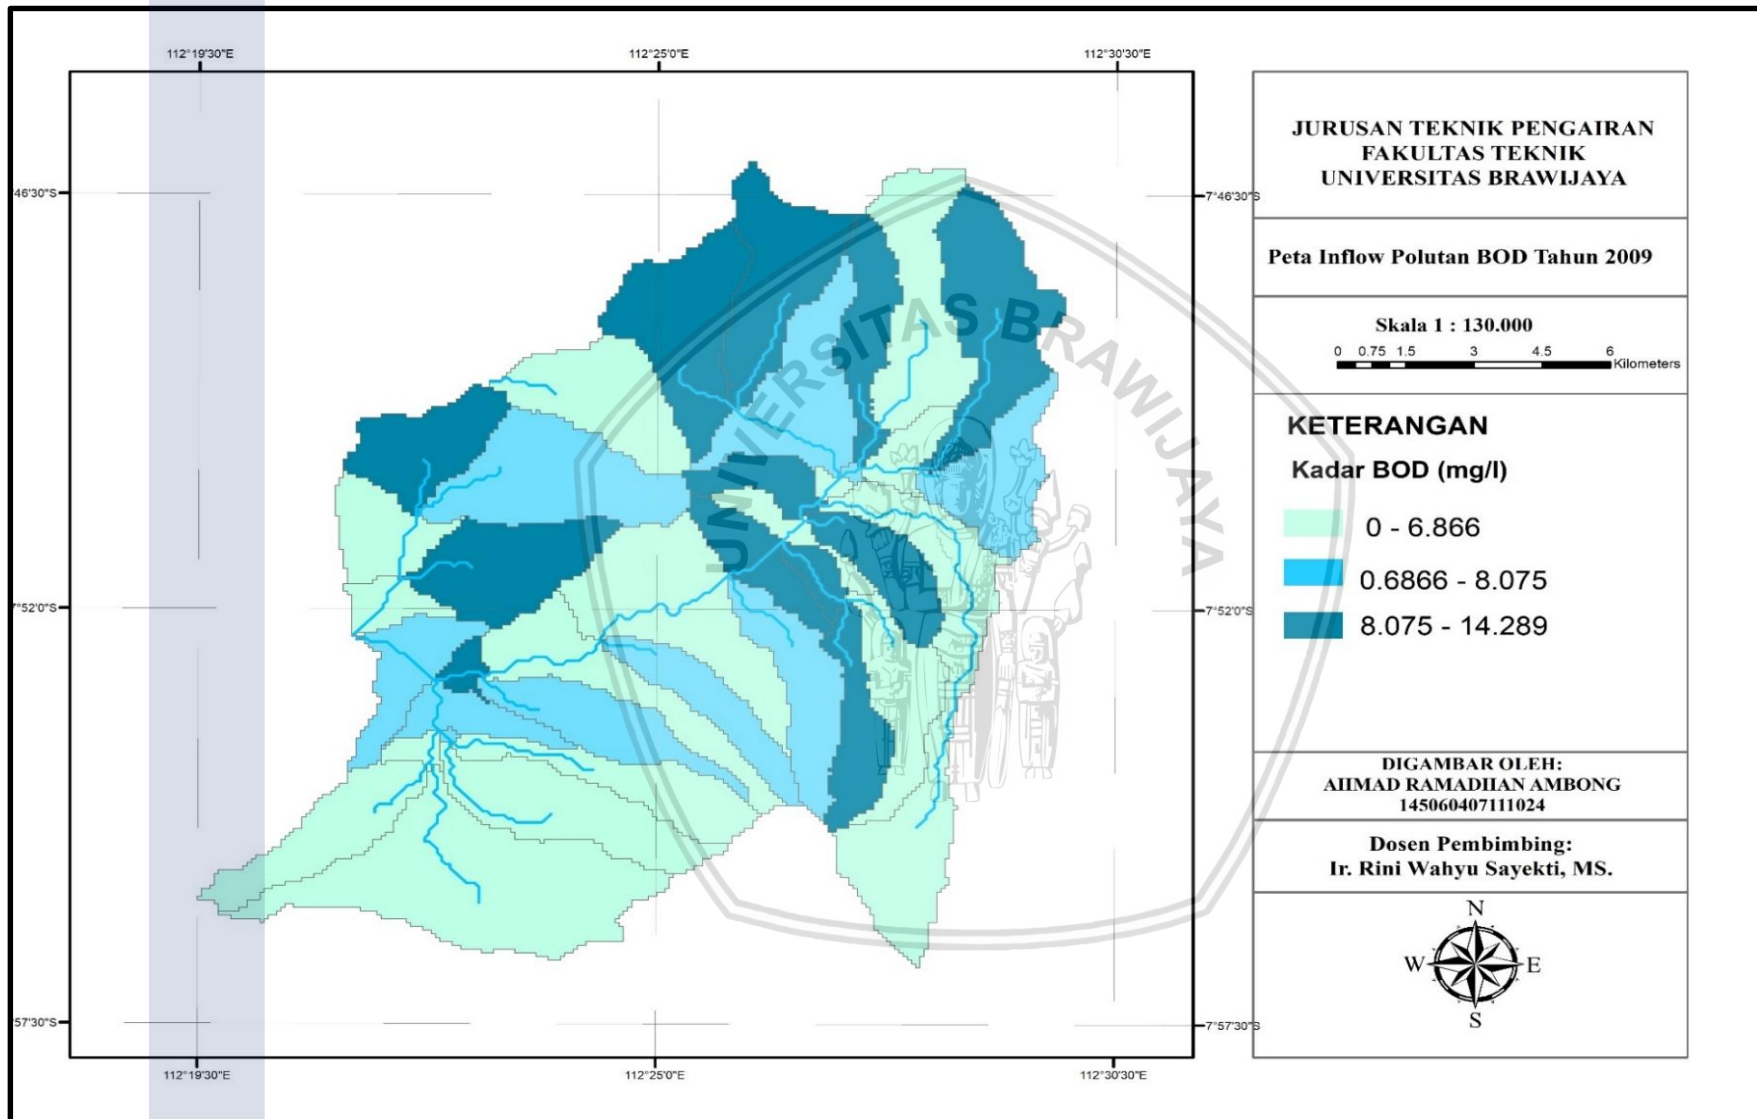 112°19'30"E
112°25'0"E
112°30'30"E
7°46'30"S
7°46'30"S
7°52'0"S
7°52'0"S
7°57'30"S
7°57'30"S
112°19'30"E
112°25'0"E
112°30'30"E
UNIVERSITAS BRAWIJAYA
JURUSAN TEKNIK PENGAIRAN
FAKULTAS TEKNIK
UNIVERSITAS BRAWIJAYA
Peta Inflow Polutan BOD Tahun 2009
Skala 1 : 130.000
0 0.75 1.5 3 4.5 6
Kilometers
KETERANGAN
Kadar BOD (mg/l)
0 - 6.866
0.6866 - 8.075
8.075 - 14.289
DIGAMBAR OLEH:
AHMAD RAMADHAN AMBONG
145060407111024
Dosen Pembimbing:
Ir. Rini Wahyu Sayekti, MS.
N
W E
S